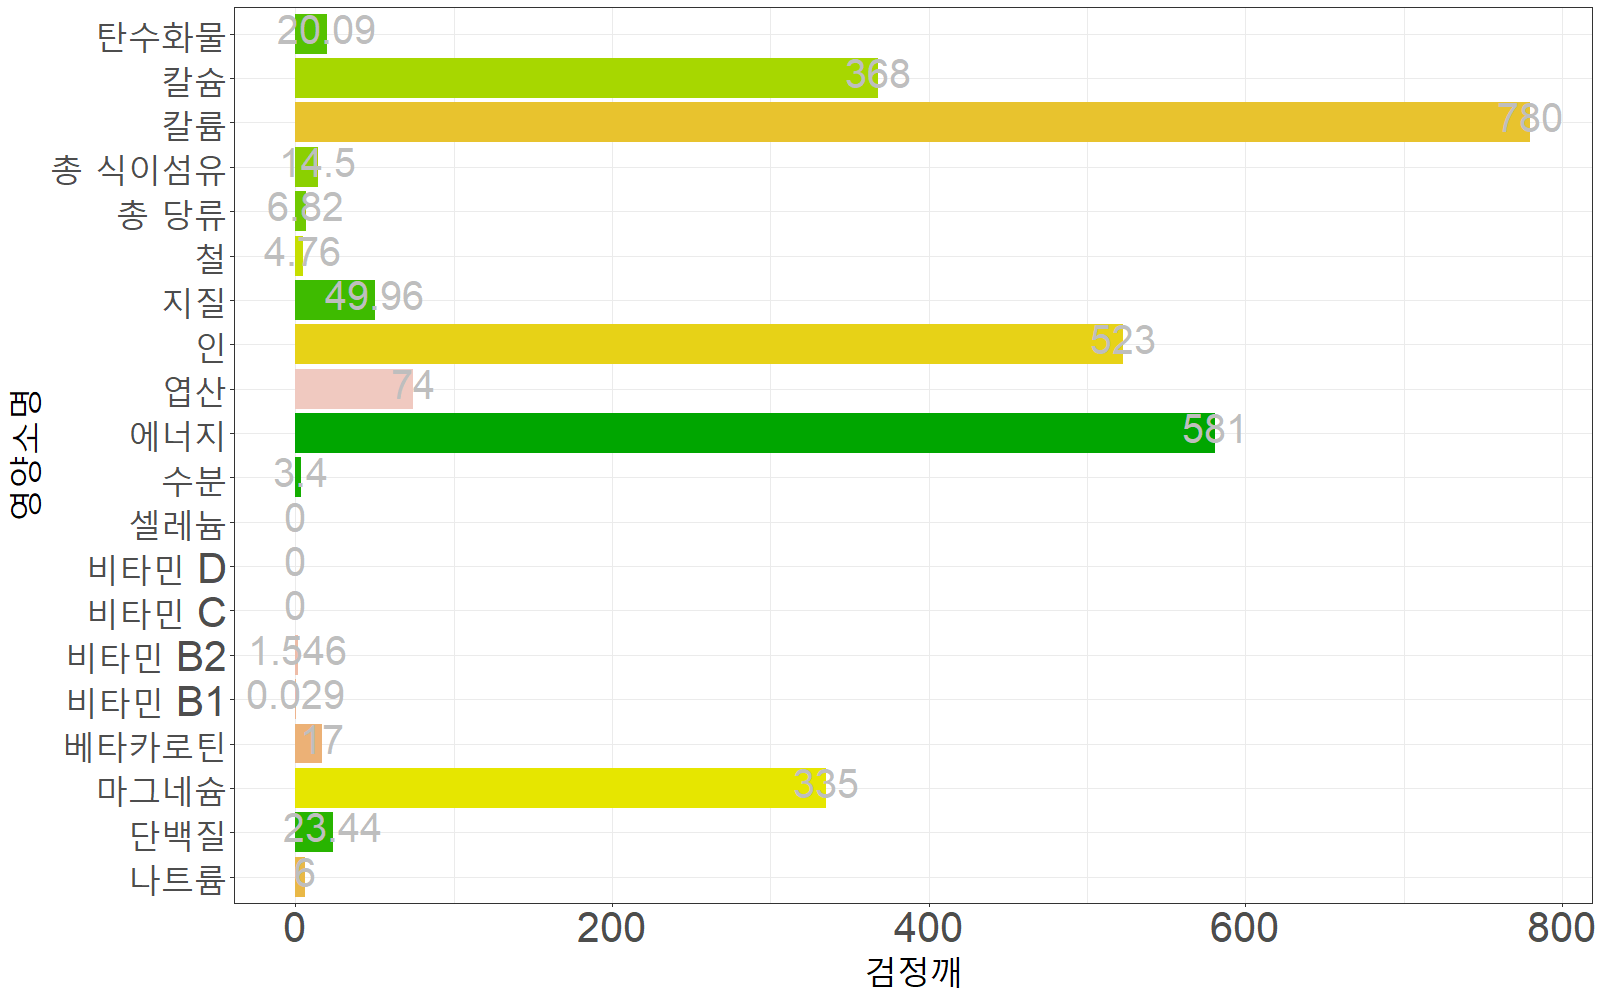 영양소명
탄수화물 20.09
칼슘 368
칼륨 780
총 식이섬유 14.5
총 당류 6.82
철 4.76
지질 49.96
인 523
엽산 74
에너지 581
수분 3.4
셀레늄 0
비타민 D 0
비타민 C 0
비타민 B2 1.546
비타민 B1 0.029
베타카로틴 17
마그네슘 335
단백질 23.44
나트륨 6
0 200 400 600 800
검정깨